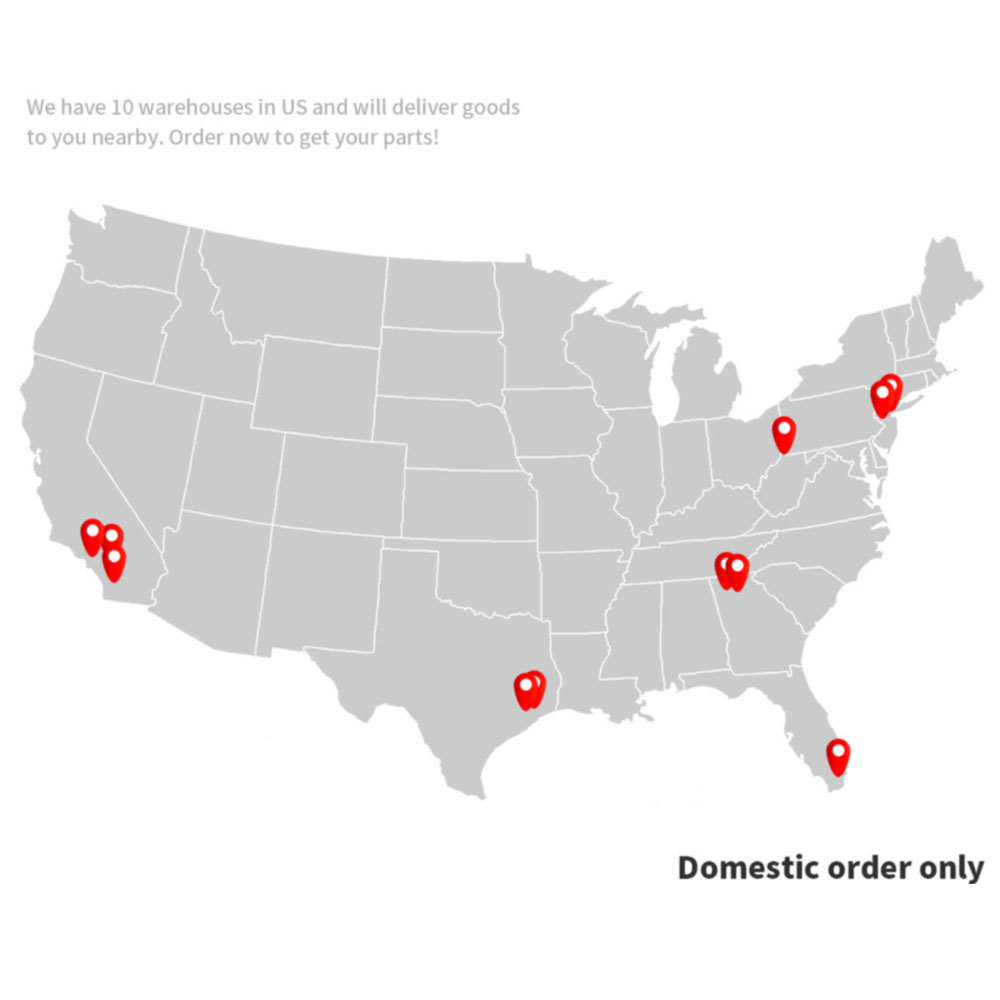 We have 10 warehouses in US and will deliver goods
to you nearby. Order now to get your parts!
Domestic order only